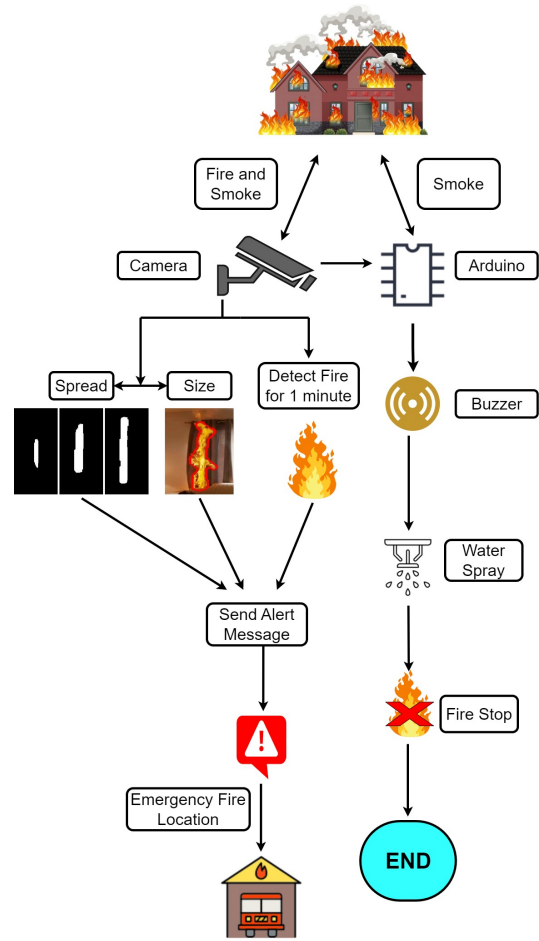 Fire and
Smoke
Smoke
Camera
Arduino
Spread
Size
Detect Fire
for 1 minute
Buzzer
Water
Spray
Send Alert
Message
Fire Stop
Emergency Fire
Location
END